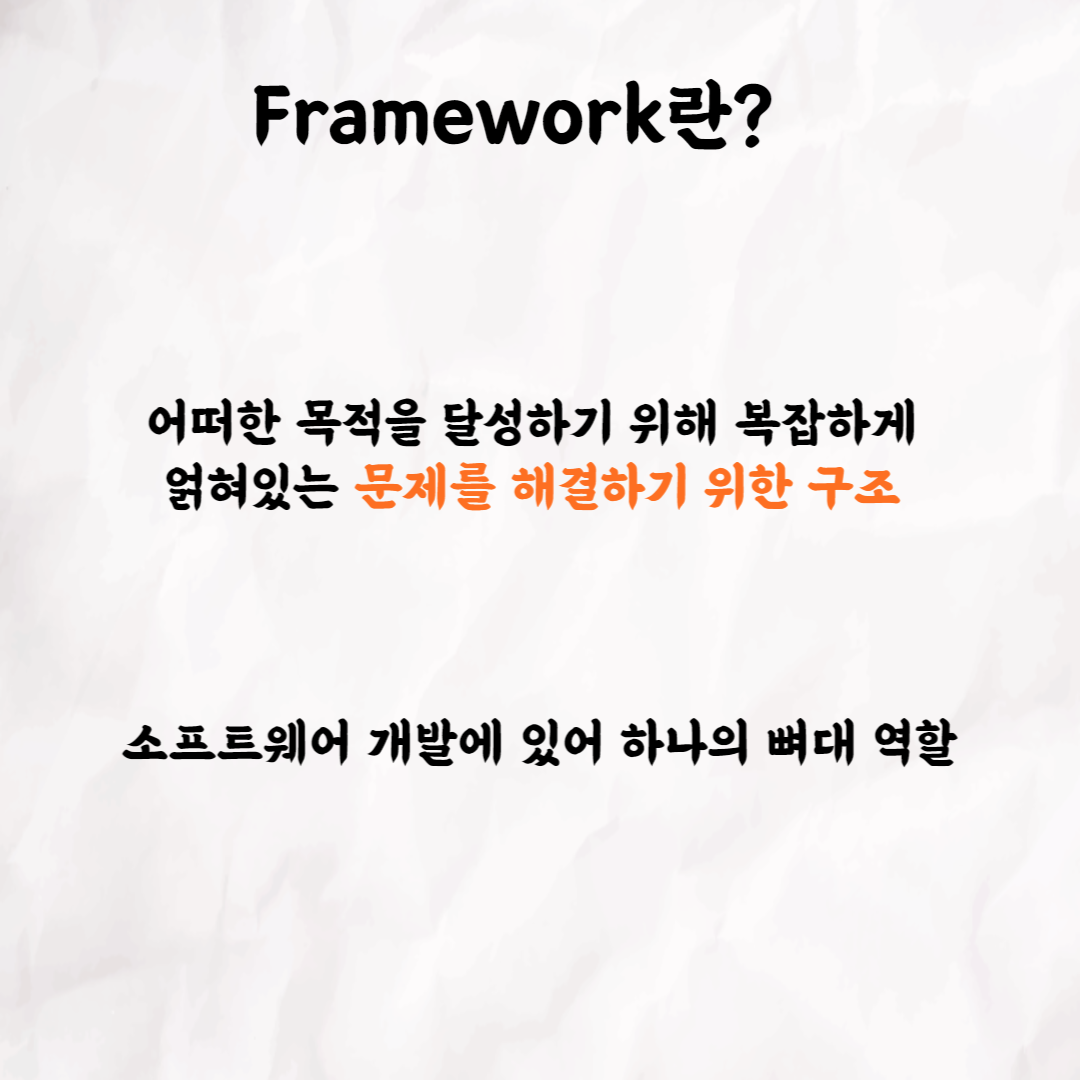 Framework란?
어떠한 목적을 달성하기 위해 복잡하게
얽혀있는 문제를 해결하기 위한 구조
소프트웨어 개발에 있어 하나의 뼈대 역할